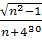 √(n²-1)
n+4³⁰